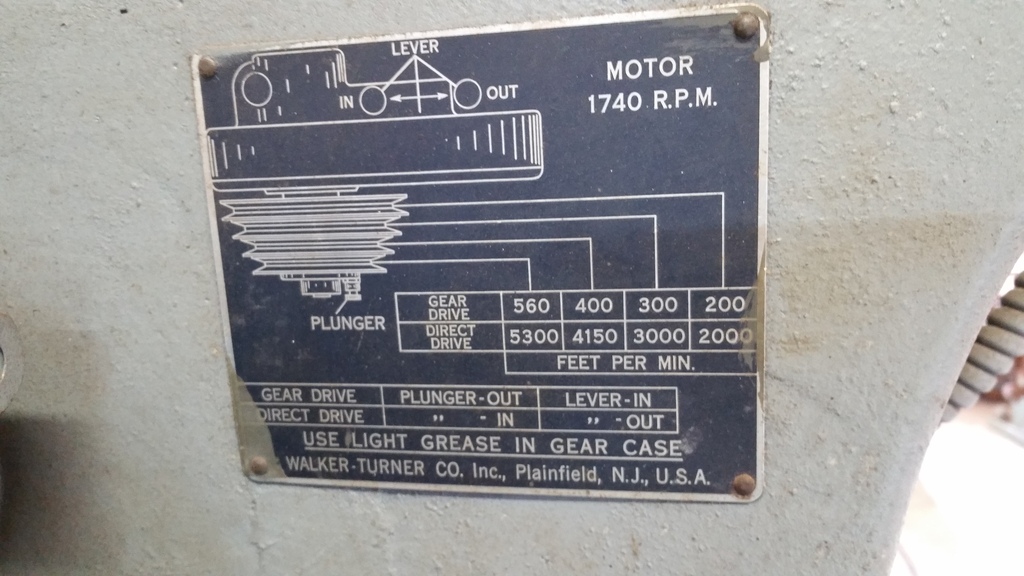 LEVER
IN
OUT
MOTOR
1740 R.P.M.
PLUNGER
GEAR DRIVE 560 400 300 200
DIRECT DRIVE 5300 4150 3000 2000
FEET PER MIN.
GEAR DRIVE PLUNGER-OUT LEVER-IN
DIRECT DRIVE " - IN " - OUT
USE LIGHT GREASE IN GEAR CASE
WALKER-TURNER CO. Inc., Plainfield, N.J., U.S.A.